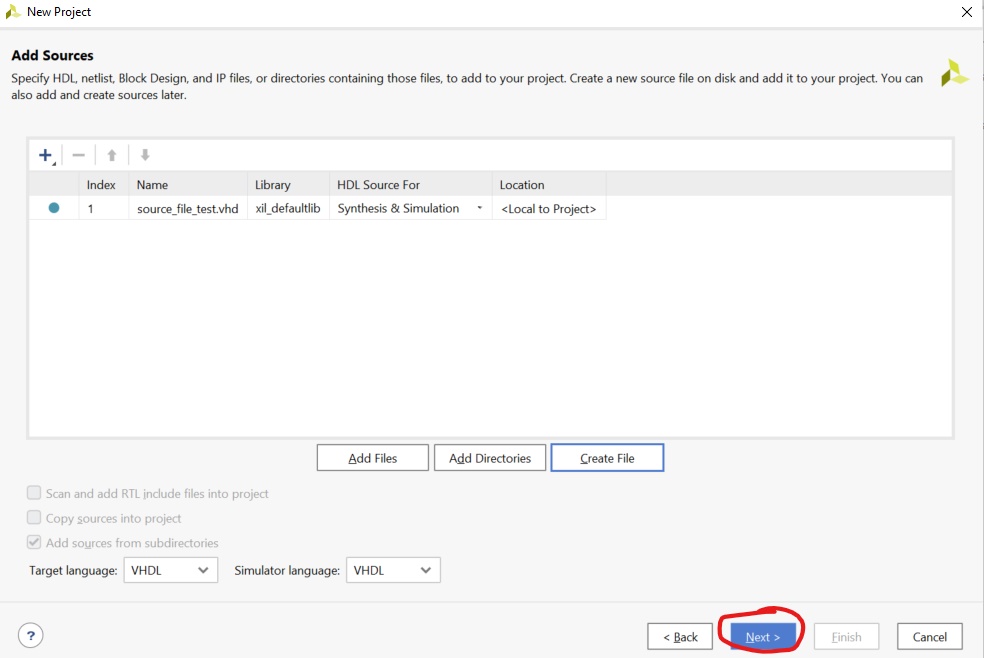 New Project
Add Sources
Specify HDL, netlist, Block Design, and IP files, or directories containing those files, to add to your project. Create a new source file on disk and add it to your project. You can
also add and create sources later.
Index Name Library HDL Source For Location
1 source_file_test.vhd xil_defaultlib Synthesis & Simulation <Local to Project>
Add Files Add Directories Create File
Scan and add RTL include files into project
Copy sources into project
Add sources from subdirectories
Target language: VHDL Simulator language: VHDL
? < Back Next > Finish Cancel